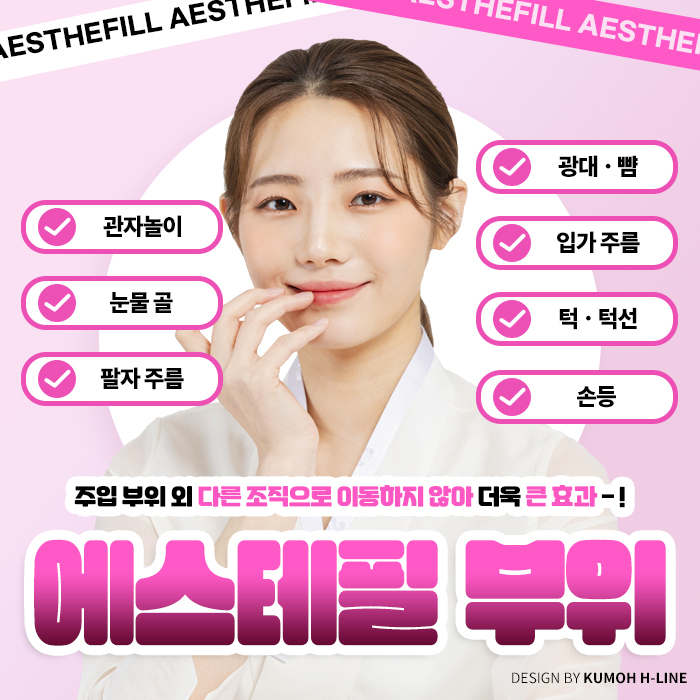 AESTHEFILL AESTHEFI
AESTHEFILL AESTHEFI
관자놀이
눈물 골
팔자 주름
광대 · 뺨
입가 주름
턱 · 턱선
손등
주입 부위 외 다른 조직으로 이동하지 않아 더욱 큰 효과 - !
에스테필 부위
DESIGN BY KUMOH H-LINE